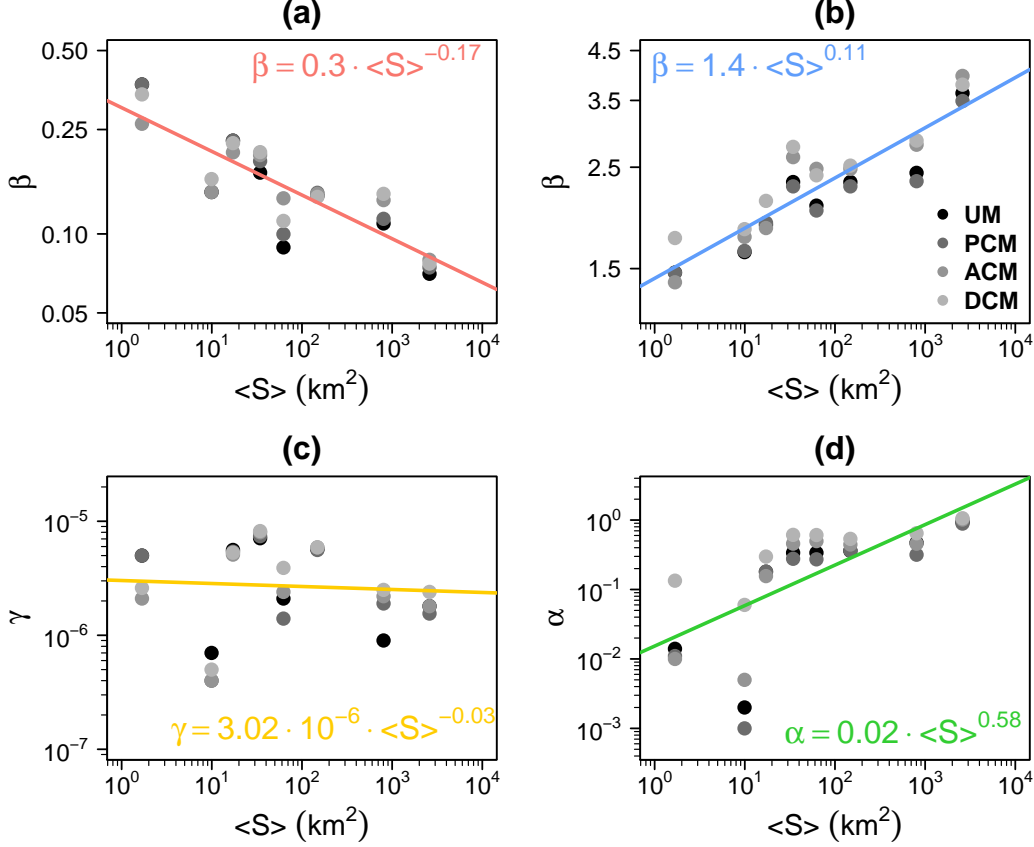 (a)
β = 0.3 · <S>^−0.17
0.50
0.25
0.10
0.05
β
10^0 10^1 10^2 10^3 10^4
<S> (km^2)
(b)
β = 1.4 · <S>^0.11
4.5
3.5
2.5
1.5
β
UM
PCM
ACM
DCM
10^0 10^1 10^2 10^3 10^4
<S> (km^2)
(c)
10^−5
10^−6
10^−7
γ
γ = 3.02 · 10^−6 · <S>^−0.03
10^0 10^1 10^2 10^3 10^4
<S> (km^2)
(d)
10^0
10^−1
10^−2
10^−3
α
α = 0.02 · <S>^0.58
10^0 10^1 10^2 10^3 10^4
<S> (km^2)